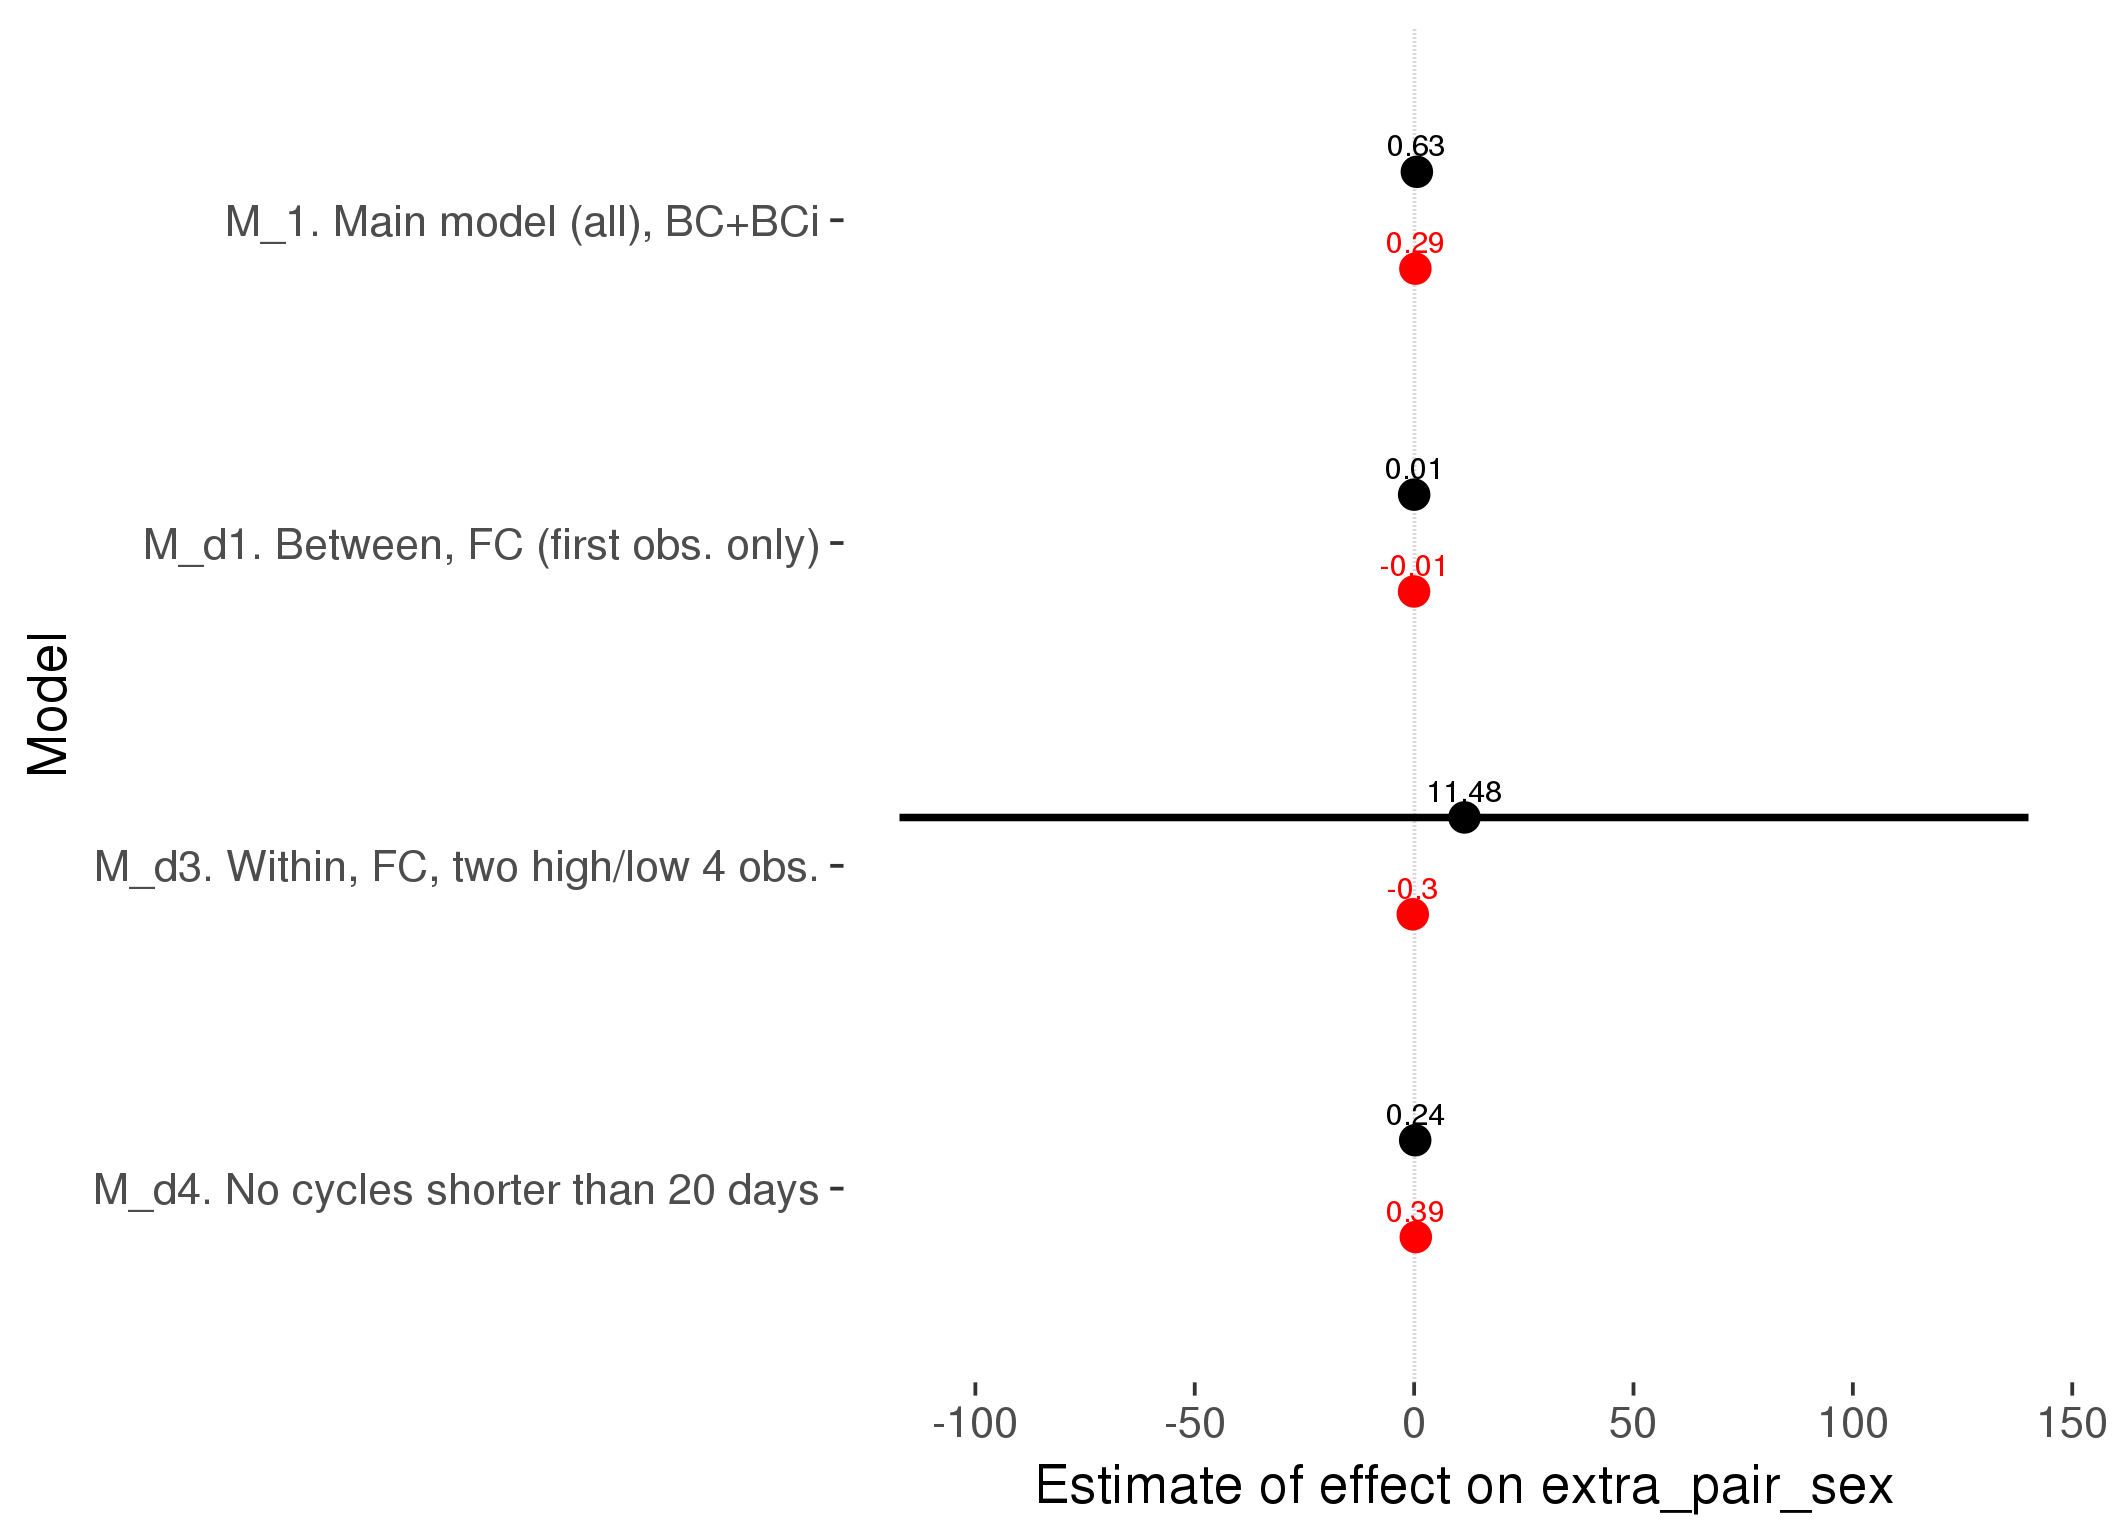 0.63
M_1. Main model (all), BC+BCi
0.29
0.01
M_d1. Between, FC (first obs. only)
-0.01
Model
11.48
M_d3. Within, FC, two high/low 4 obs.
-0.3
0.24
M_d4. No cycles shorter than 20 days
0.39
-100 -50 0 50 100 150
Estimate of effect on extra_pair_sex